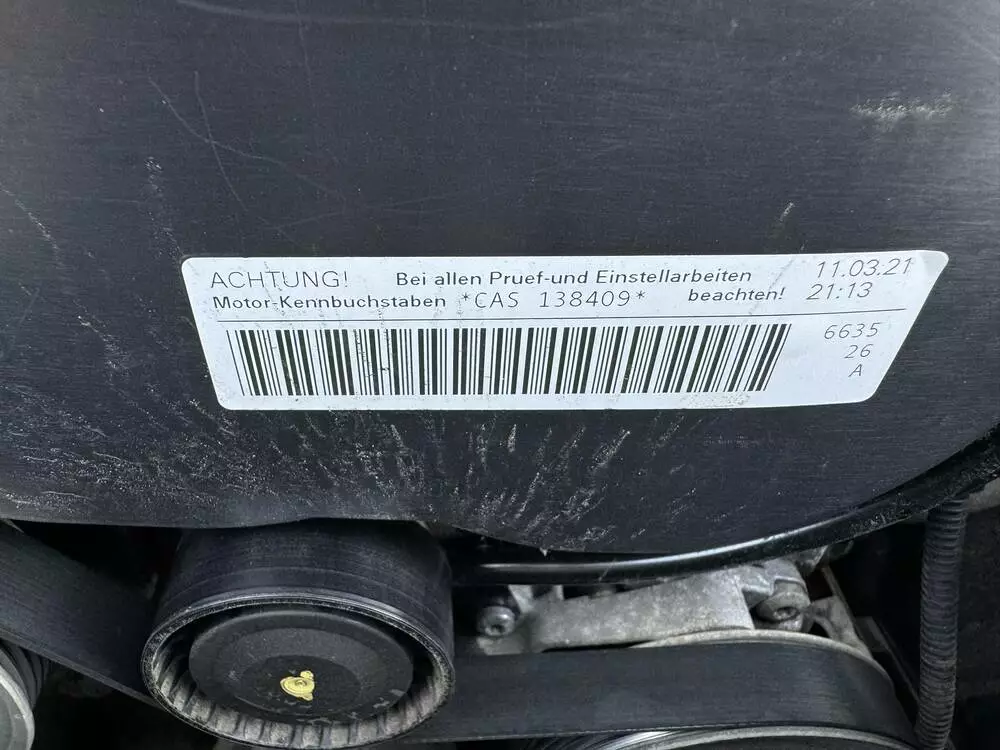 ACHTUNG! Bei allen Pruef-und Einstellarbeiten 11.03.21
Motor-Kennbuchstaben *CAS 138409* beachten! 21:13
6635
26
A